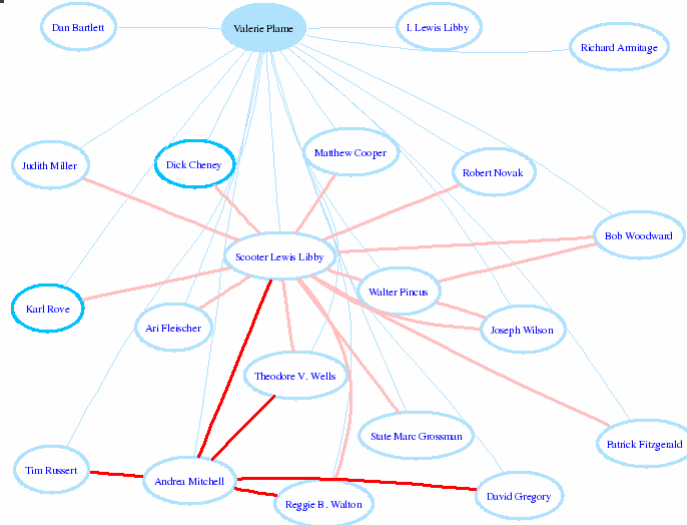 Dan Bartlett
Valerie Plame
I. Lewis Libby
Richard Armitage
Judith Miller
Dick Cheney
Matthew Cooper
Robert Novak
Bob Woodward
Scooter Lewis Libby
Walter Pincus
Karl Rove
Ari Fleischer
Joseph Wilson
Theodore V. Wells
State Marc Grossman
Patrick Fitzgerald
Tim Russert
Andrea Mitchell
Reggie B. Walton
David Gregory